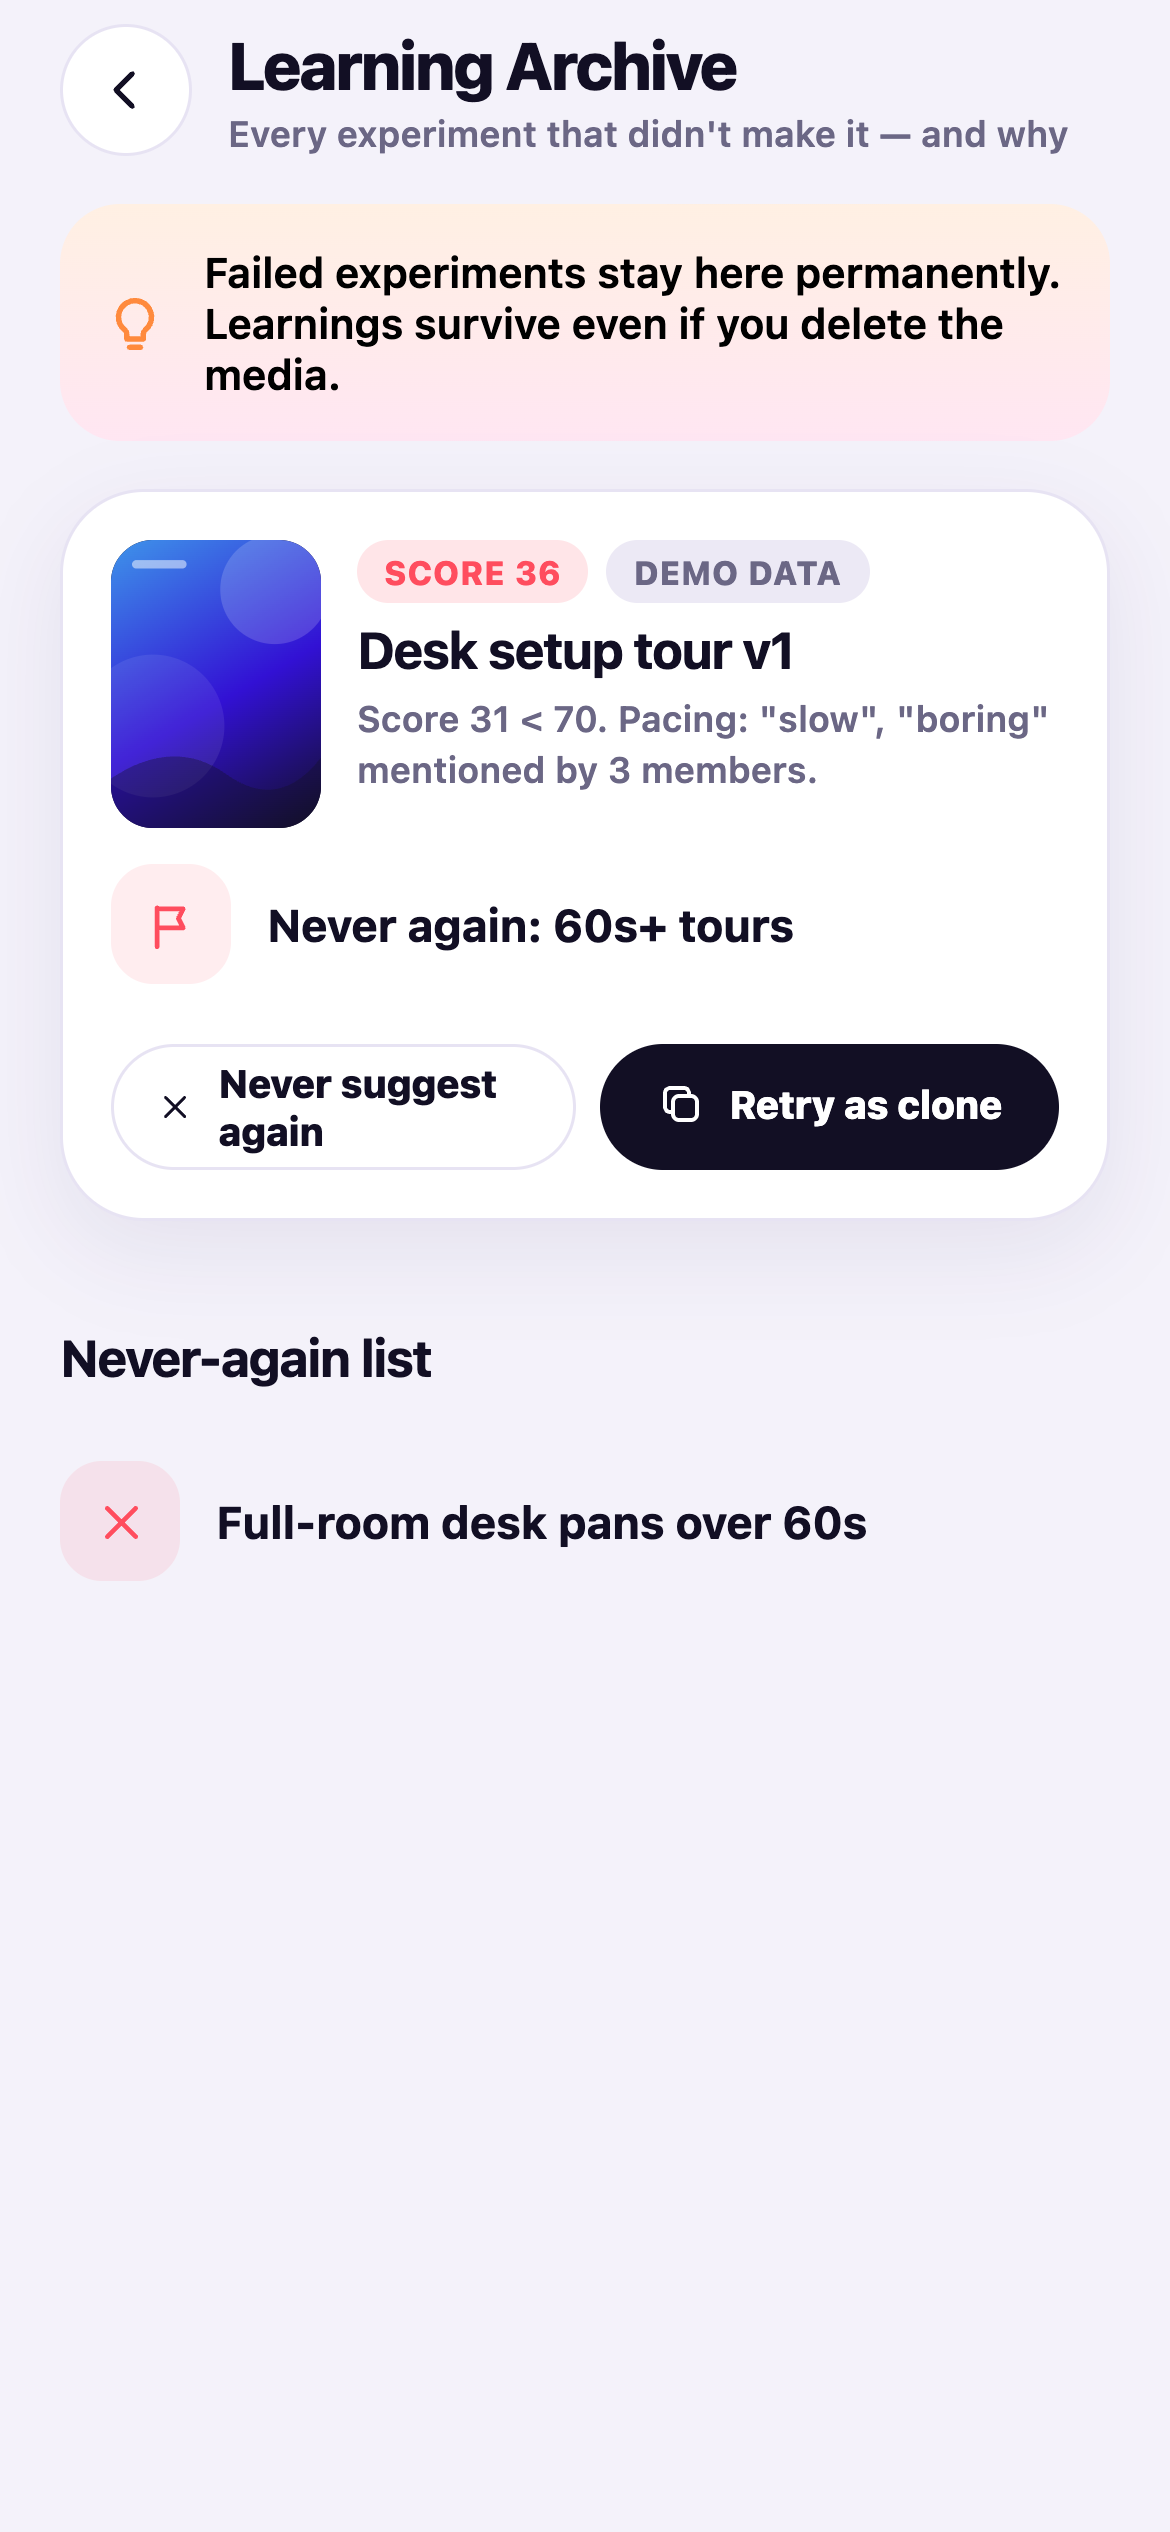 Learning Archive
Every experiment that didn't make it — and why
Failed experiments stay here permanently.
Learnings survive even if you delete the
media.
SCORE 36
DEMO DATA
Desk setup tour v1
Score 31 < 70. Pacing: "slow", "boring"
mentioned by 3 members.
Never again: 60s+ tours
Never suggest
again
Retry as clone
Never-again list
Full-room desk pans over 60s